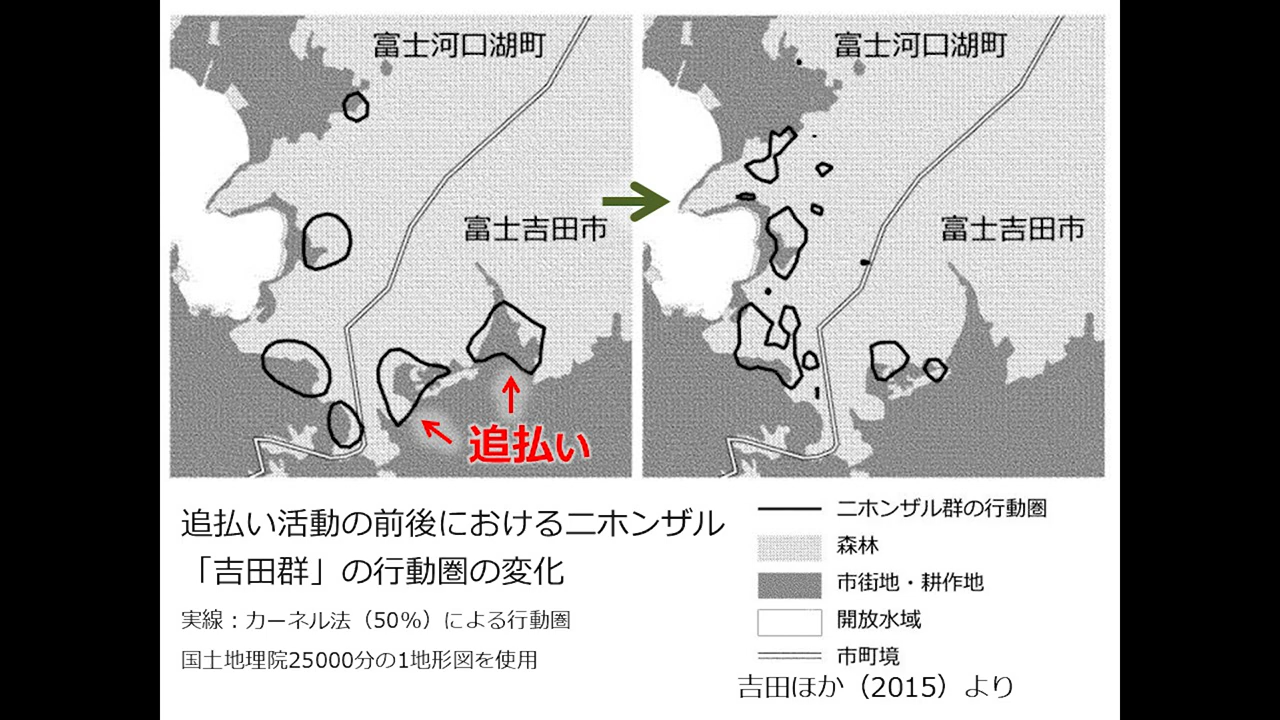 富士河口湖町
富士河口湖町
富士吉田市
富士吉田市
追払い
追払い活動の前後におけるニホンザル
「吉田群」の行動圏の変化
実線：カーネル法（50%）による行動圏
国土地理院25000分の1地形図を使用
ニホンザル群の行動圏
森林
市街地・耕作地
開放水域
市町境
吉田ほか（2015）より